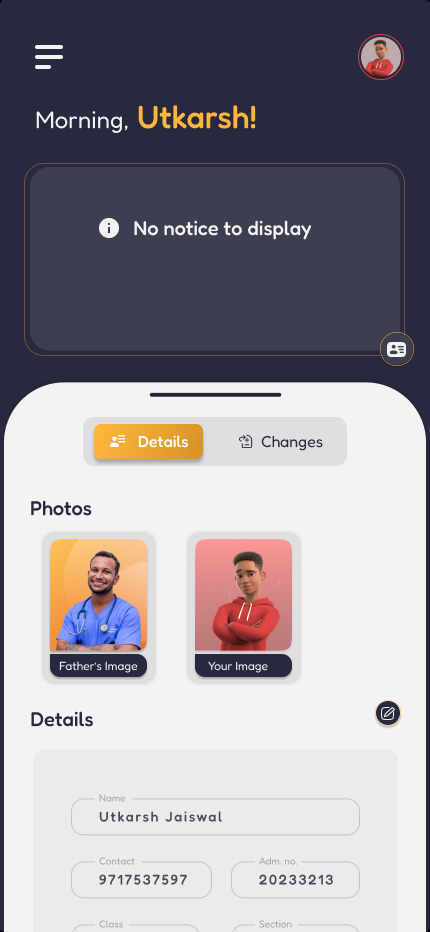 Morning, Utkarsh!
No notice to display
Details
Changes
Photos
Father's Image
Your Image
Details
Name
Utkarsh Jaiswal
Contact
9717537597
Adm. no.
20233213
Class
Section